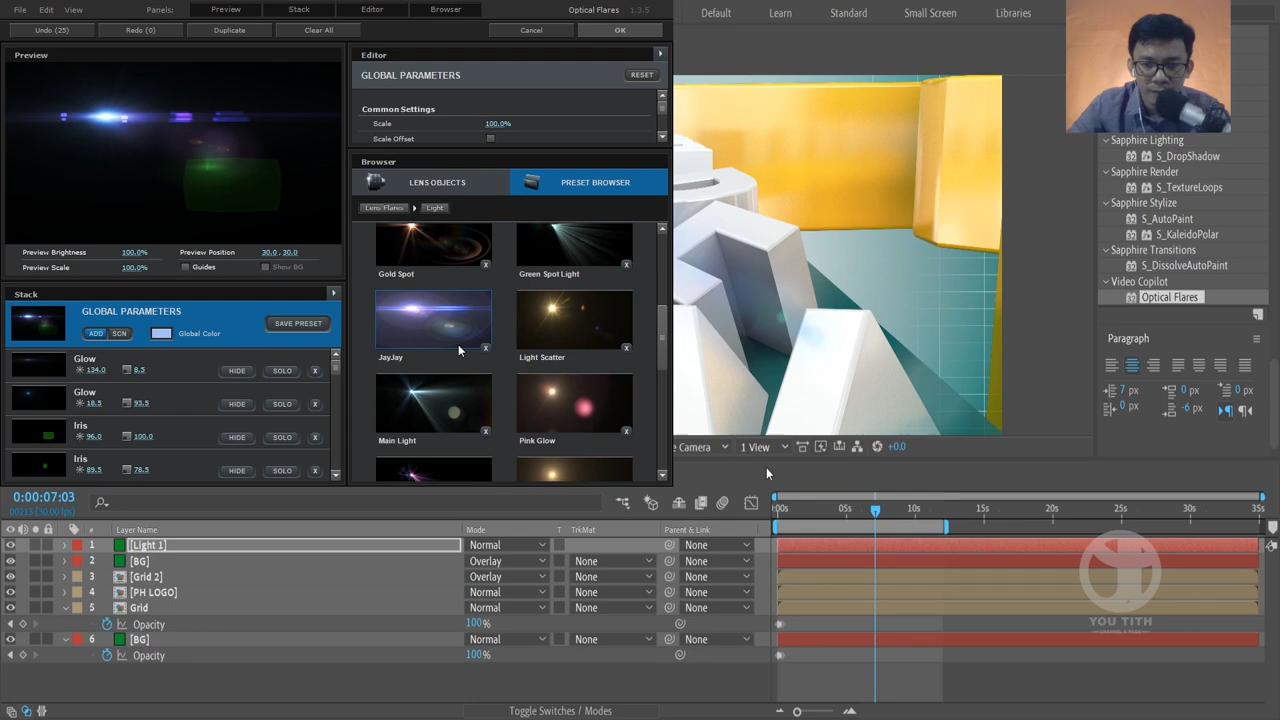 File Edit View Panels: Preview Stack Editor Browser Optical Flares 1.3.5
Undo (25) Redo (0) Duplicate Clear All Cancel OK
Default Learn Standard Small Screen Libraries
Preview
Preview Brightness 100.0% Preview Position 30.0 , 30.0
Preview Scale 100.0% Guides Show BG
Stack
GLOBAL PARAMETERS
ADD SCN Global Color SAVE PRESET
Glow
134.0 8.5 HIDE SOLO X
Glow
18.5 93.5 HIDE SOLO X
Iris
96.0 100.0 HIDE SOLO X
Iris
89.5 78.5 HIDE SOLO X
Editor
GLOBAL PARAMETERS RESET
Common Settings
Scale 100.0%
Scale Offset
Browser
LENS OBJECTS PRESET BROWSER
Lens Flares Light
Gold Spot X Green Spot Light X
JayJay X Light Scatter X
Main Light X Pink Glow X
Sapphire Lighting
S_DropShadow
Sapphire Render
S_TextureLoops
Sapphire Stylize
S_AutoPaint
S_KaleidoPolar
Sapphire Transitions
S_DissolveAutoPaint
Video Copilot
Optical Flares
Paragraph
7 px 0 px 0 px
0 px -6 px
e Camera 1 View +0.0
0:00:07:03
00213 (30.00 fps)
:00s 05s 10s 15s 20s 25s 30s 35s
# Layer Name Mode T TrkMat Parent & Link
1 [Light 1] Normal None
2 [BG] Overlay None None
3 [Grid 2] Overlay None None
4 [PH LOGO] Normal None None
5 Grid Normal None None
Opacity 100 %
6 [BG] Normal None None
Opacity 100 %
YOU TITH
Toggle Switches / Modes